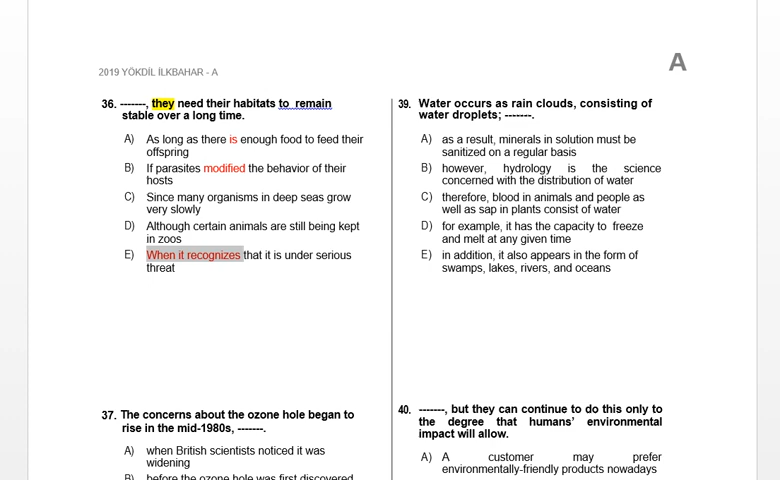 2019 YÖKDİL İLKBAHAR - A
A
36. -------, they need their habitats to remain
stable over a long time.
A) As long as there is enough food to feed their
offspring
B) If parasites modified the behavior of their
hosts
C) Since many organisms in deep seas grow
very slowly
D) Although certain animals are still being kept
in zoos
E) When it recognizes that it is under serious
threat
37. The concerns about the ozone hole began to
rise in the mid-1980s, -------.
A) when British scientists noticed it was
widening
B) before the ozone hole was first discovered
39. Water occurs as rain clouds, consisting of
water droplets; -------.
A) as a result, minerals in solution must be
sanitized on a regular basis
B) however, hydrology is the science
concerned with the distribution of water
C) therefore, blood in animals and people as
well as sap in plants consist of water
D) for example, it has the capacity to freeze
and melt at any given time
E) in addition, it also appears in the form of
swamps, lakes, rivers, and oceans
40. -------, but they can continue to do this only to
the degree that humans' environmental
impact will allow.
A) A customer may prefer
environmentally-friendly products nowadays